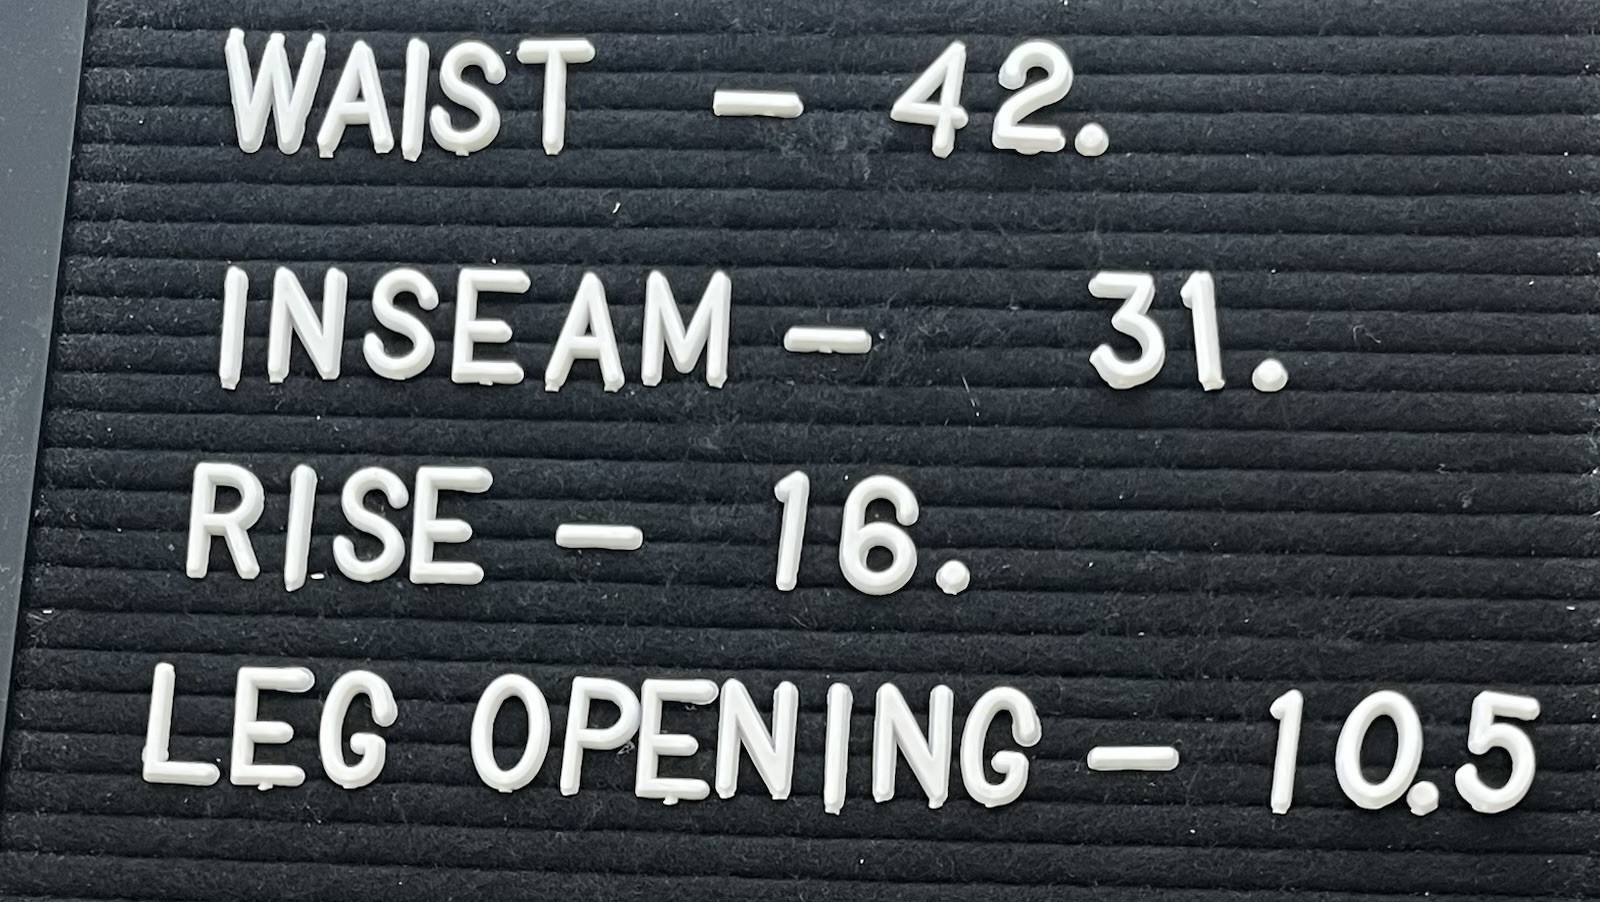 WAIST - 42.
INSEAM - 31.
RISE - 16.
LEG OPENING - 10.5